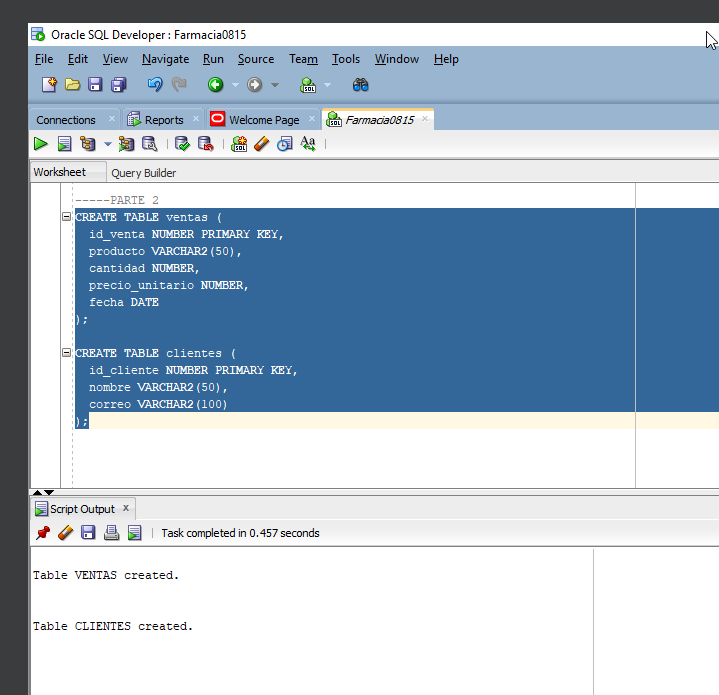 Oracle SQL Developer : Farmacia0815
File Edit View Navigate Run Source Team Tools Window Help
Connections Reports Welcome Page Farmacia0815
Worksheet Query Builder
-----PARTE 2
CREATE TABLE ventas (
id_venta NUMBER PRIMARY KEY,
producto VARCHAR2(50),
cantidad NUMBER,
precio_unitario NUMBER,
fecha DATE
);
CREATE TABLE clientes (
id_cliente NUMBER PRIMARY KEY,
nombre VARCHAR2(50),
correo VARCHAR2(100)
);
Script Output x
Task completed in 0.457 seconds
Table VENTAS created.
Table CLIENTES created.